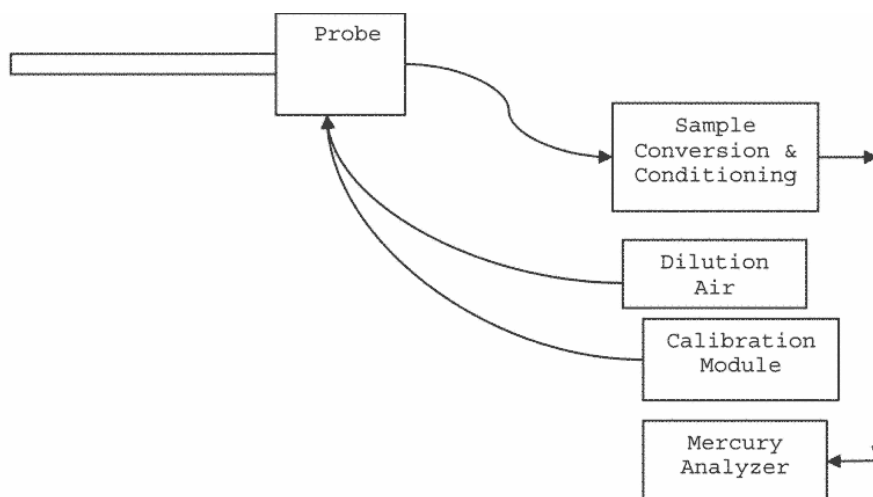 Probe
Sample
Conversion &
Conditioning
Dilution
Air
Calibration
Module
Mercury
Analyzer